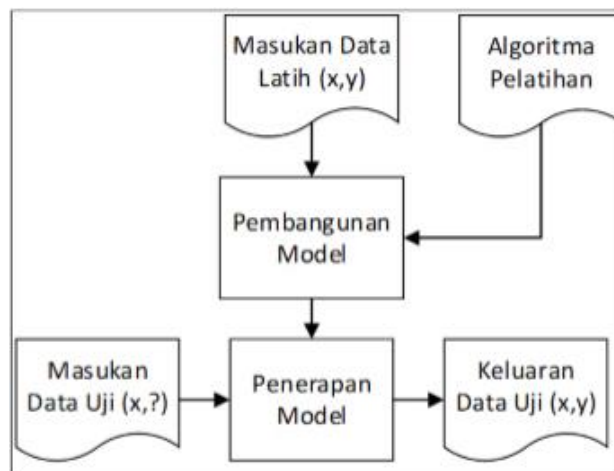 Masukan Data
Latih (x,y)
Algoritma
Pelatihan
Pembangunan
Model
Masukan
Data Uji (x,?)
Penerapan
Model
Keluaran
Data Uji (x,y)